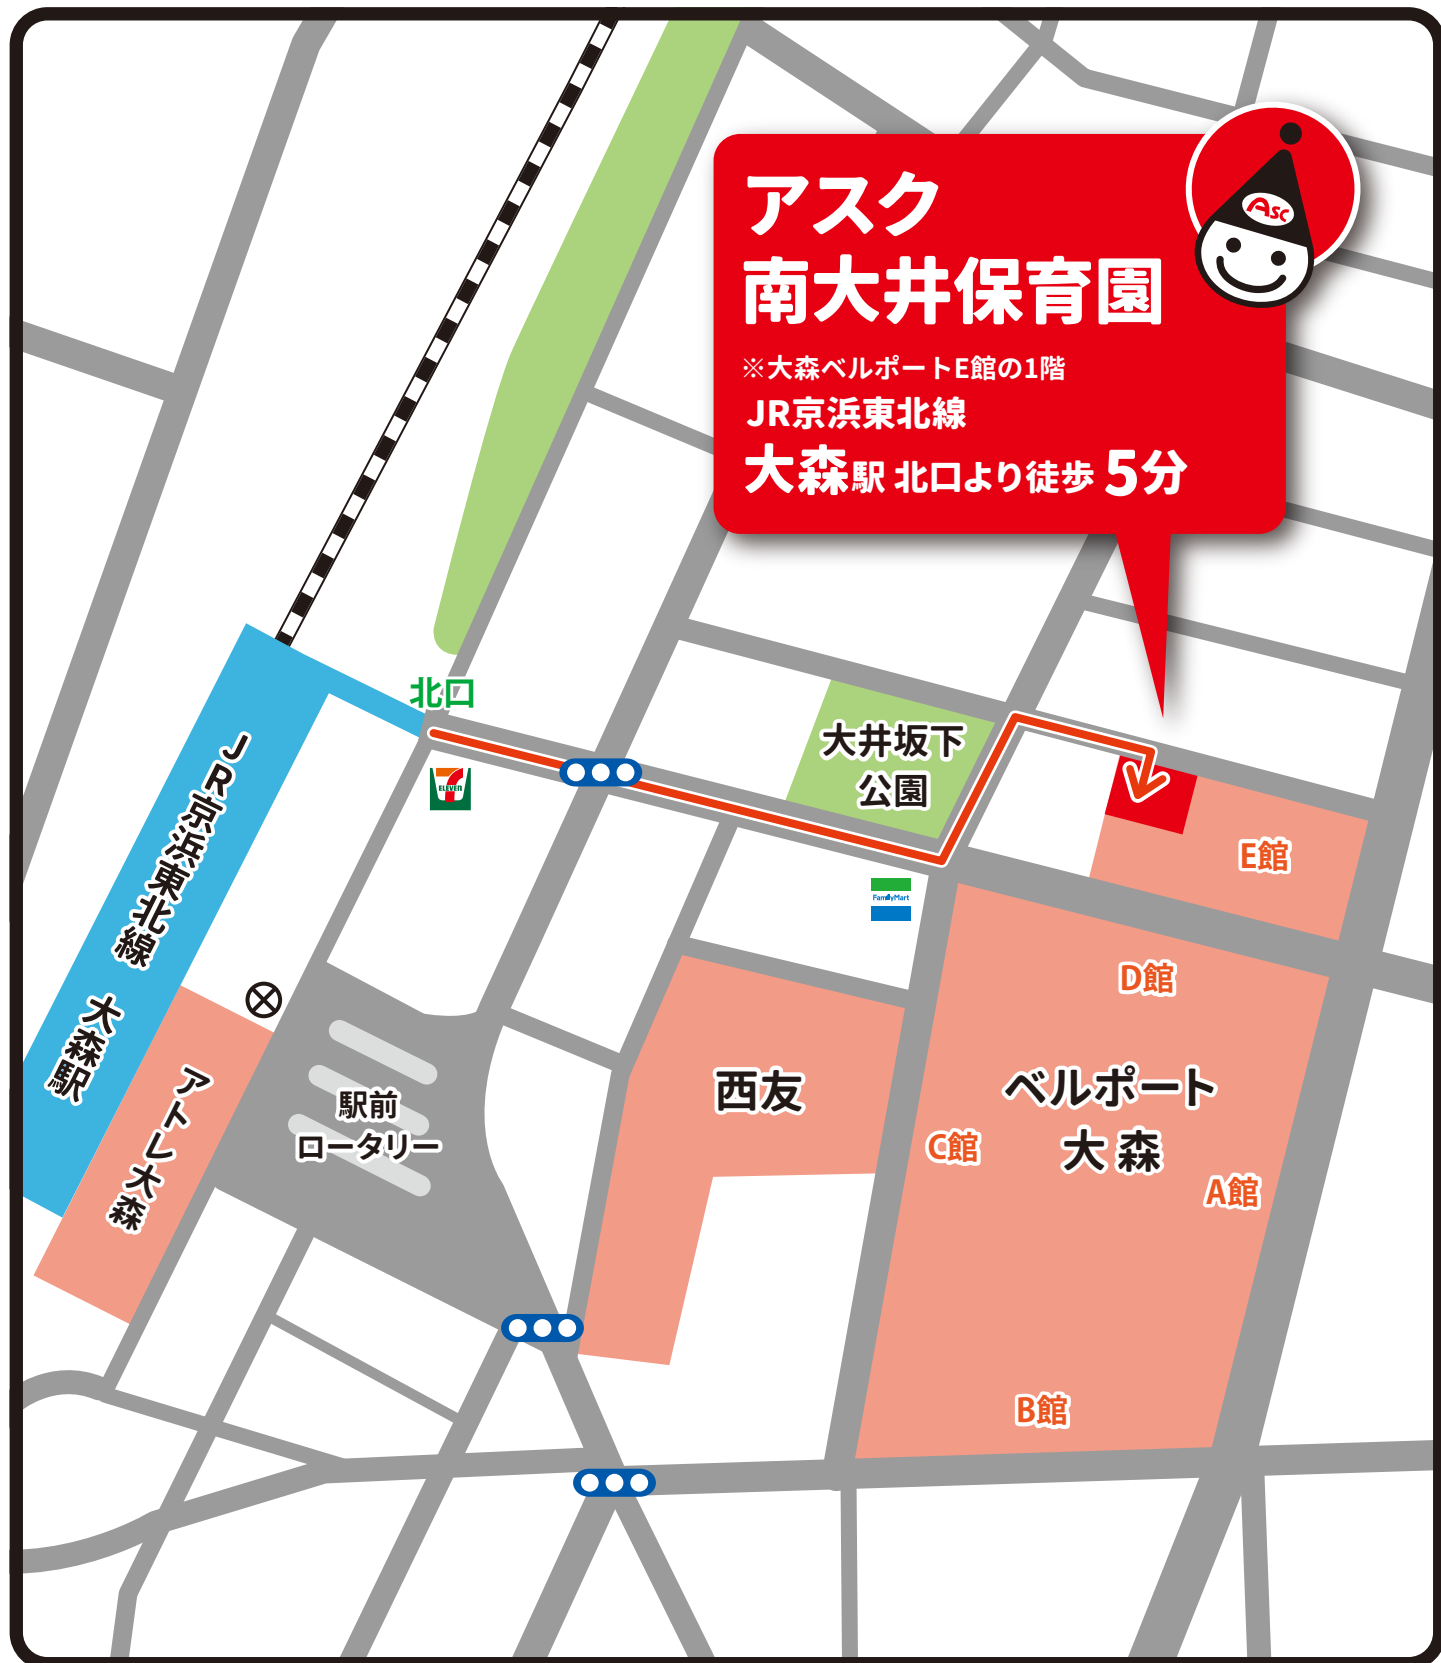 アスク
南大井保育園
※大森ベルポートE館の1階
JR京浜東北線
大森駅 北口より徒歩 5分
ASC
北口
ELEVEN
大井坂下
公園
FamilyMart
E館
D館
JR京浜東北線 大森駅
アトレ大森
駅前
ロータリー
西友
ベルポート
大森
C館
A館
B館